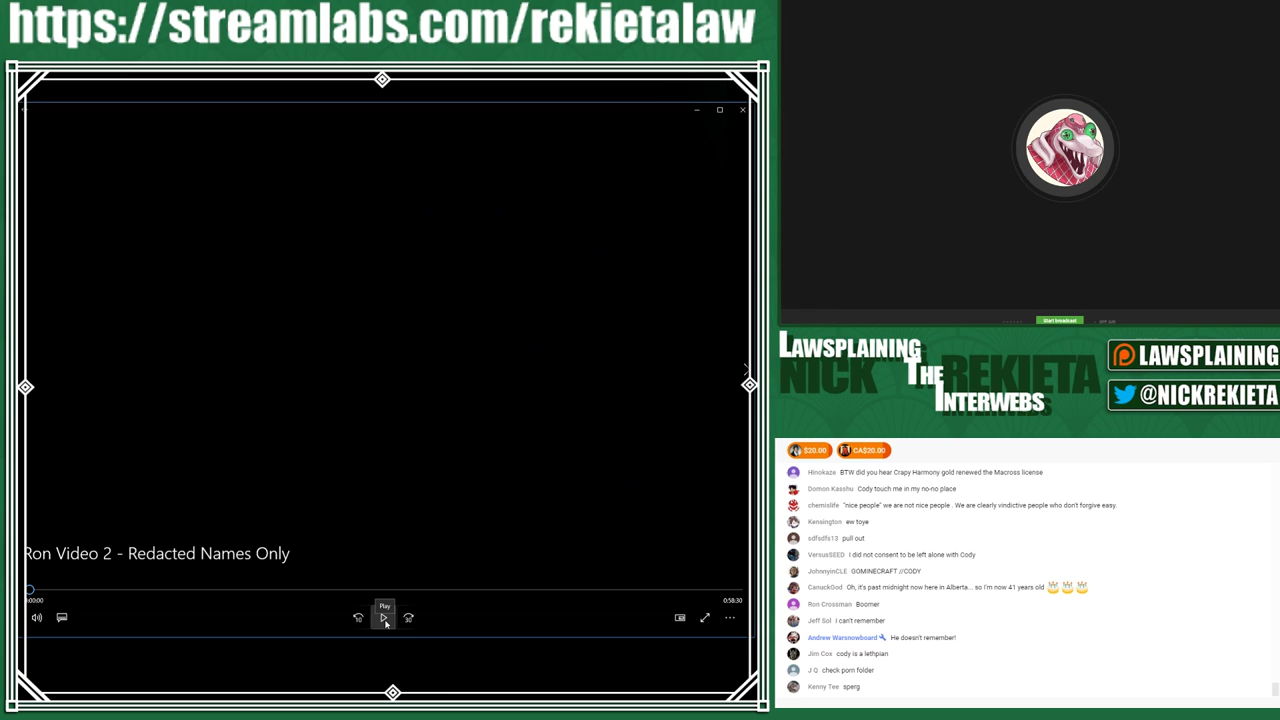 https://streamlabs.com/rekietalaw
Ron Video 2 - Redacted Names Only
Play
0:58:30
10
30
Start broadcast
LAWSPLAINING
THE
INTERWEBS
NICK REKIETA
LAWSPLAINING
@NICKREKIETA
$20.00
CA$20.00
Hinokaze BTW did you hear Crapy Harmony gold renewed the Macross license
Domon Kasshu Cody touch me in my no-no place
chemislife "nice people" we are not nice people . We are clearly vindictive people who don't forgive easy.
Kensington ew toye
sdfsdfs13 pull out
VersusSEED I did not consent to be left alone with Cody
JohnnyinCLE GOMINECRAFT //CODY
CanuckGod Oh, it's past midnight now here in Alberta... so I'm now 41 years old
Ron Crossman Boomer
Jeff Sol I can't remember
Andrew Warsnowboard He doesn't remember!
Jim Cox cody is a lethpian
J Q check porn folder
Kenny Tee sperg